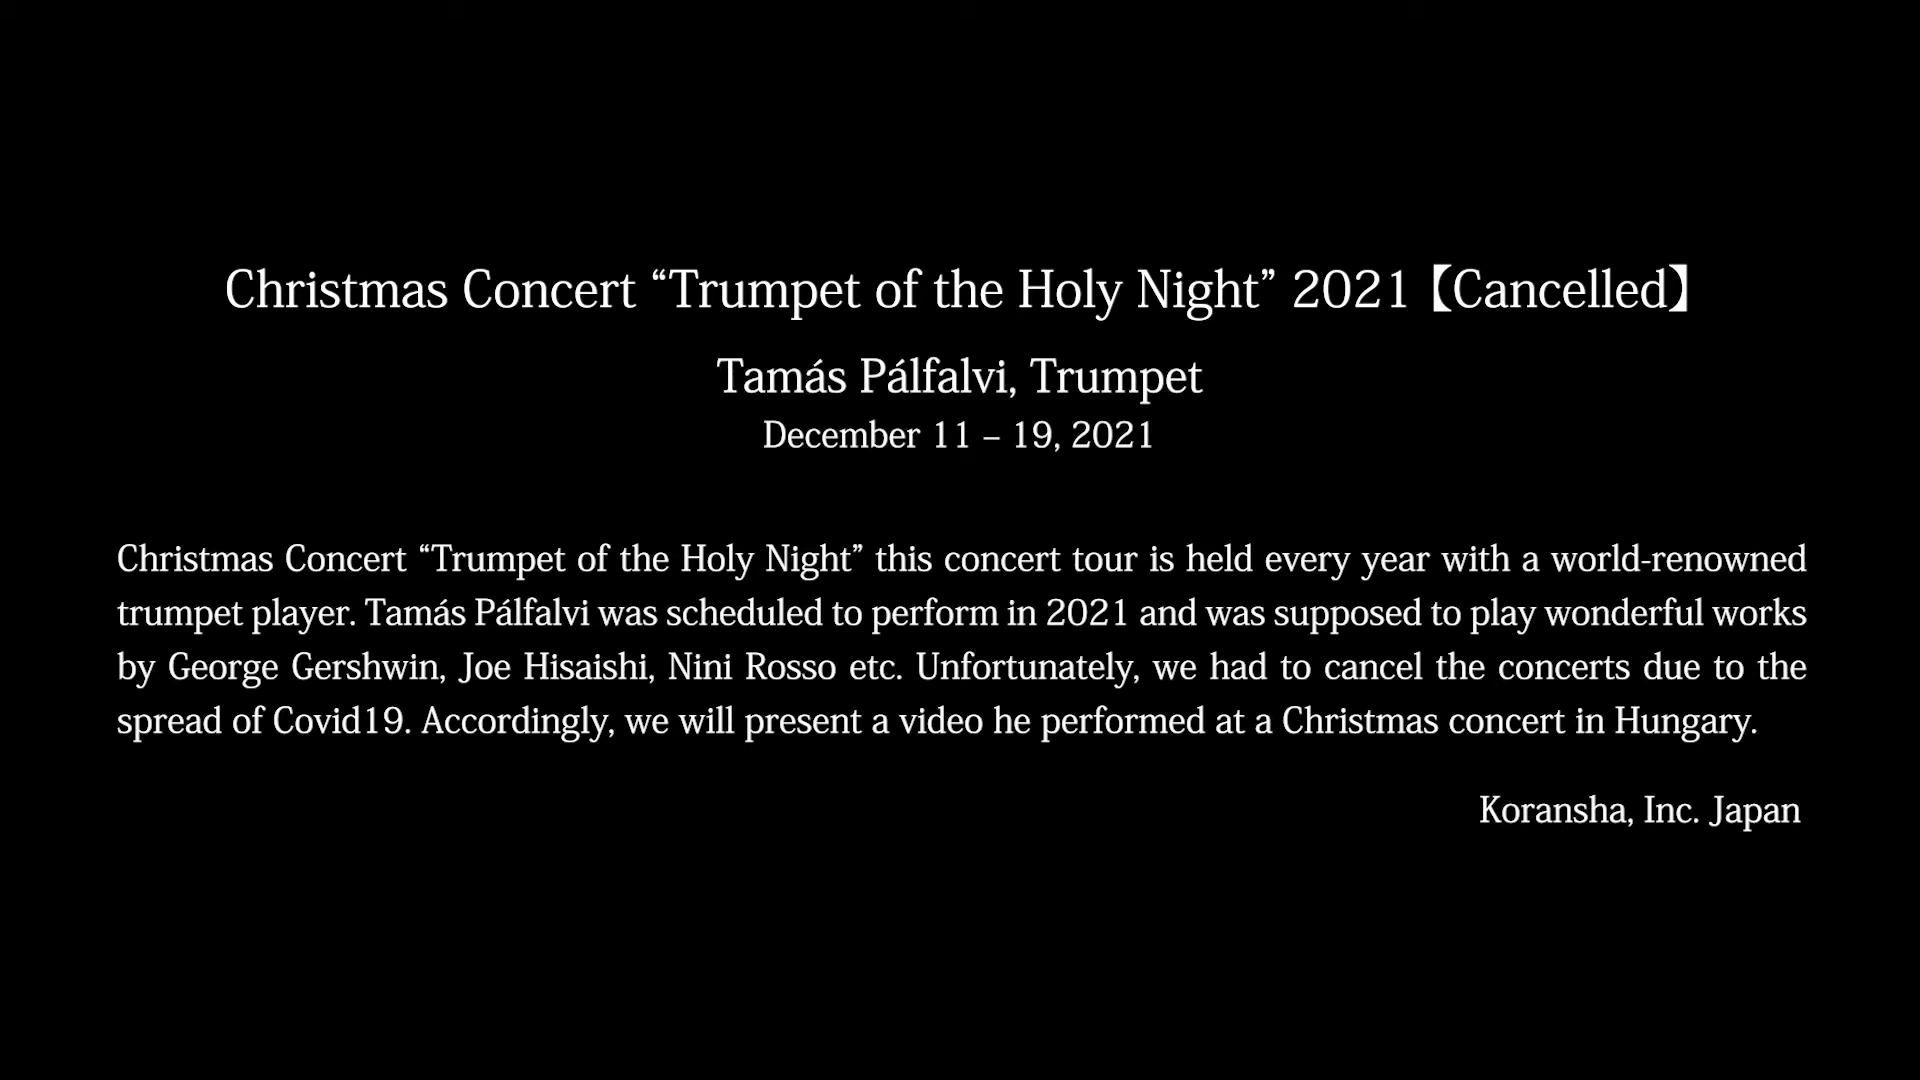 Christmas Concert “Trumpet of the Holy Night” 2021【Cancelled】
Tamás Pálfalvi, Trumpet
December 11 – 19, 2021
Christmas Concert “Trumpet of the Holy Night” this concert tour is held every year with a world-renowned
trumpet player. Tamás Pálfalvi was scheduled to perform in 2021 and was supposed to play wonderful works
by George Gershwin, Joe Hisaishi, Nini Rosso etc. Unfortunately, we had to cancel the concerts due to the
spread of Covid19. Accordingly, we will present a video he performed at a Christmas concert in Hungary.
Koransha, Inc. Japan